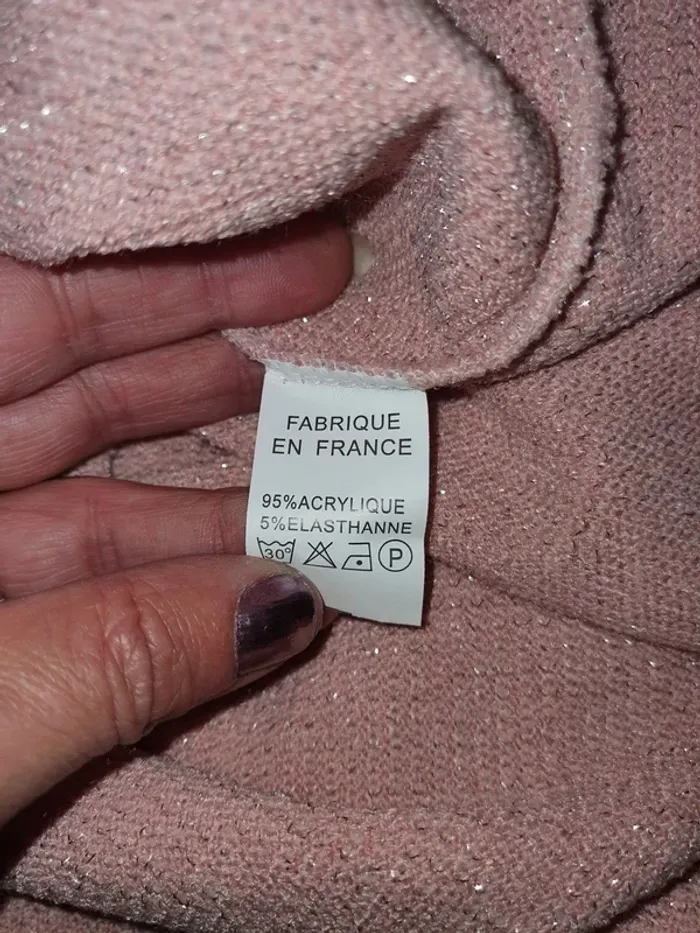 FABRIQUE
EN FRANCE
95%ACRYLIQUE
5%ELASTHANNE
30° P